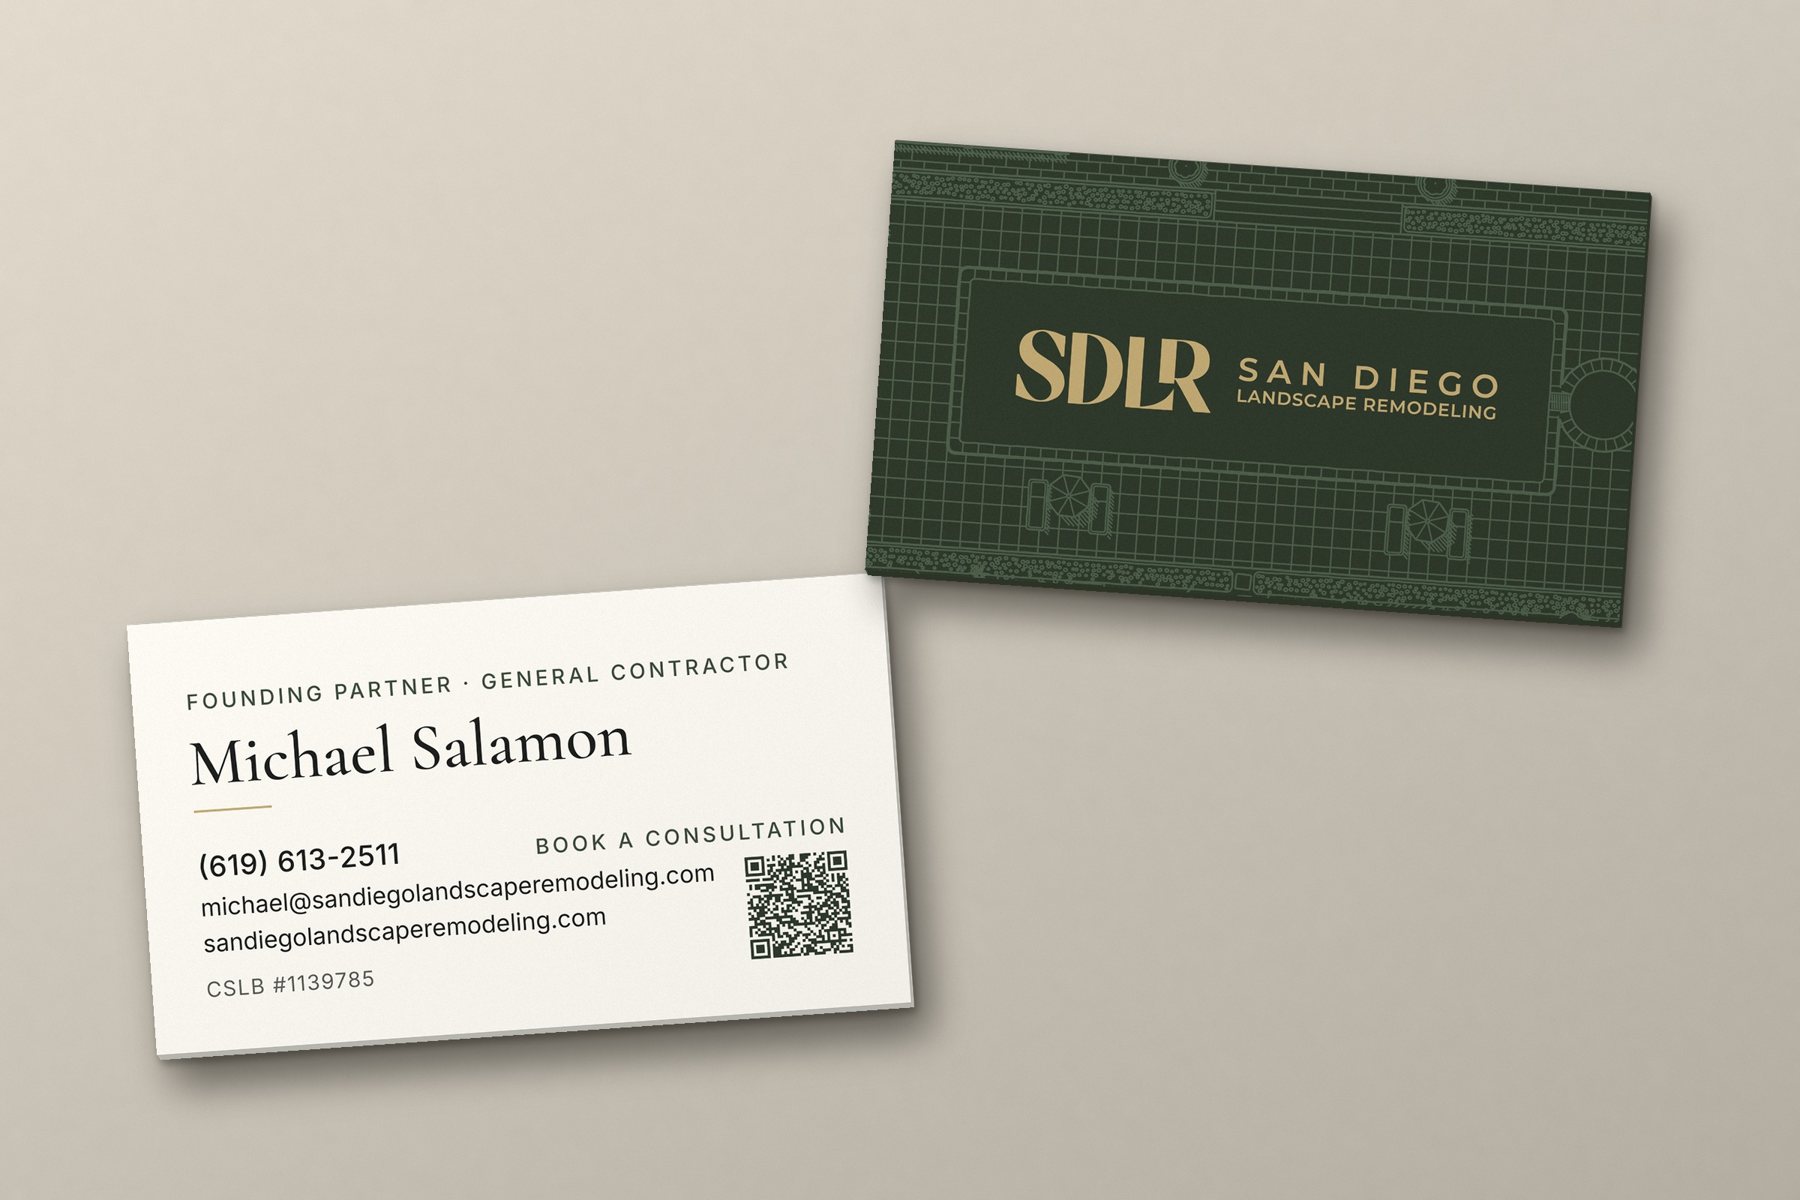 SDLR
SAN DIEGO
LANDSCAPE REMODELING
FOUNDING PARTNER · GENERAL CONTRACTOR
Michael Salamon
(619) 613-2511
BOOK A CONSULTATION
michael@sandiegolandscaperemodeling.com
sandiegolandscaperemodeling.com
CSLB #1139785